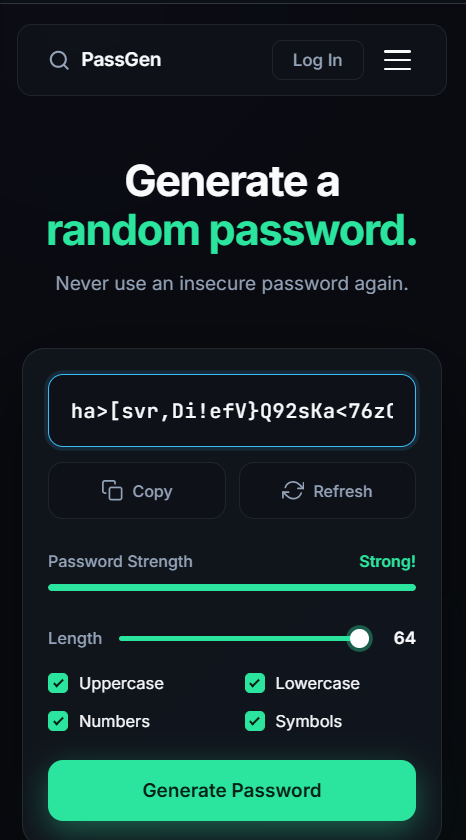 PassGen
Log In
Generate a
random password.
Never use an insecure password again.
ha>[svr,Di!efV}Q92sKa<76z
Copy
Refresh
Password Strength
Strong!
Length
64
Uppercase
Lowercase
Numbers
Symbols
Generate Password